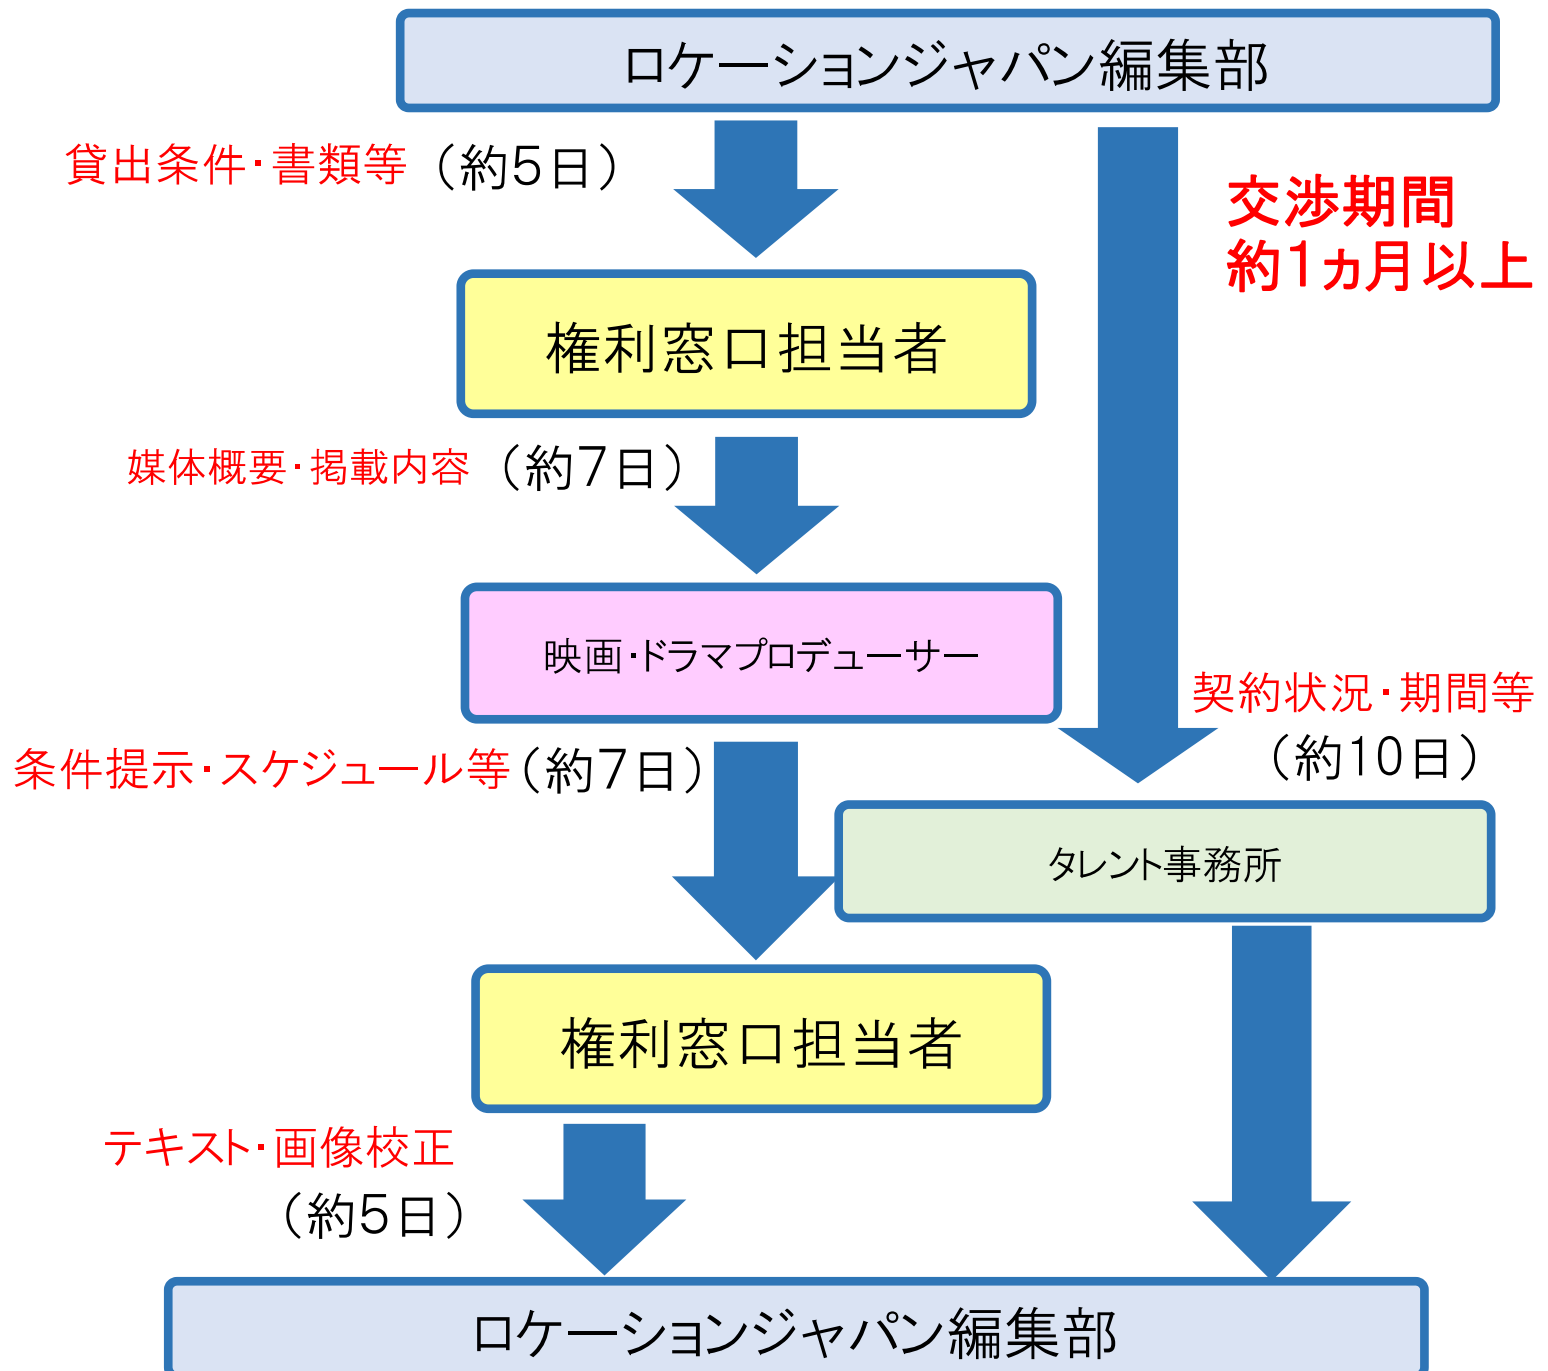 ロケーションジャパン編集部
貸出条件・書類等（約5日）
交渉期間
約1ヵ月以上
権利窓口担当者
媒体概要・掲載内容（約7日）
映画・ドラマプロデューサー
契約状況・期間等
（約10日）
条件提示・スケジュール等（約7日）
タレント事務所
権利窓口担当者
テキスト・画像校正
（約5日）
ロケーションジャパン編集部